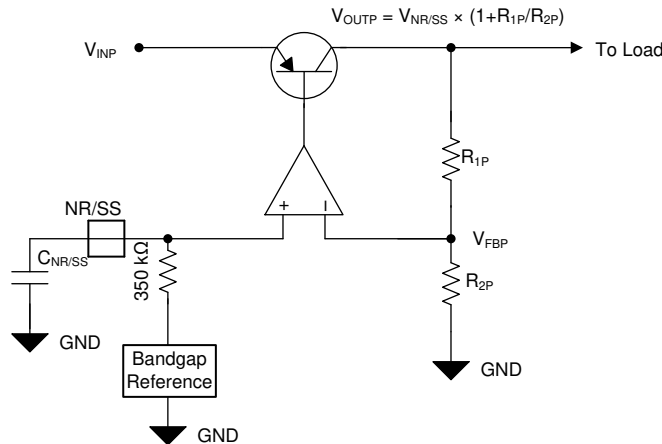 V_OUTP = V_NR/SS × (1+R_1P/R_2P)
V_INP
To Load
R_1P
+
–
NR/SS
C_NR/SS
350 kΩ
V_FBP
R_2P
GND
Bandgap
Reference
GND
GND